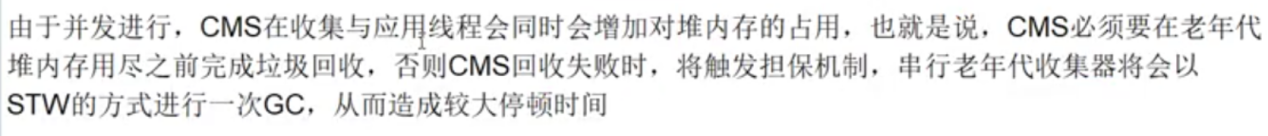 由于并发进行，CMS在收集与应用线程会同时会增加对堆内存的占用，也就是说，CMS必须要在老年代
堆内存用尽之前完成垃圾回收，否则CMS回收失败时，将触发担保机制，串行老年代收集器将会以
STW的方式进行一次GC，从而造成较大停顿时间